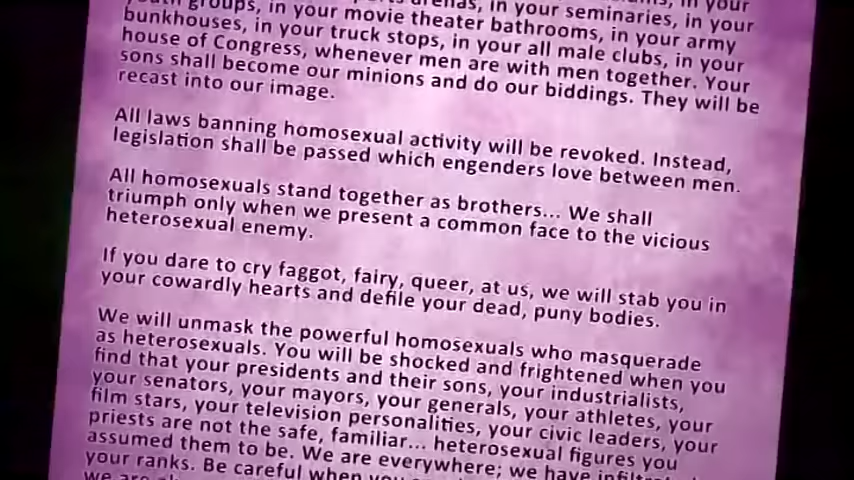 groups, in your movie theater bathrooms, in your army
bunkhouses, in your truck stops, in your all male clubs, in your
house of Congress, whenever men are with men together. Your
sons shall become our minions and do our biddings. They will be
recast into our image.
All laws banning homosexual activity will be revoked. Instead,
legislation shall be passed which engenders love between men.
All homosexuals stand together as brothers... We shall
triumph only when we present a common face to the vicious
heterosexual enemy.
If you dare to cry faggot, fairy, queer, at us, we will stab you in
your cowardly hearts and defile your dead, puny bodies.
We will unmask the powerful homosexuals who masquerade
as heterosexuals. You will be shocked and frightened when you
find that your presidents and their sons, your industrialists,
your senators, your mayors, your generals, your athletes, your
film stars, your television personalities, your civic leaders, your
priests are not the safe, familiar... heterosexual figures you
assumed them to be. We are everywhere; we have
your ranks. Be careful when